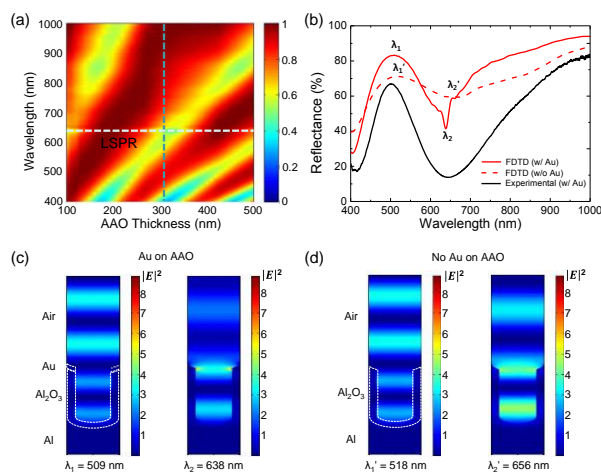 (a)
Wavelength (nm)
1000
900
800
700
600
500
400
LSPR
100 200 300 400 500
AAO Thickness (nm)
1
0.8
0.6
0.4
0.2
0
(b)
Reflectance (%)
100
80
60
40
20
0
λ₁
λ₁'
λ₂'
λ₂
FDTD (w/ Au)
FDTD (w/o Au)
Experimental (w/ Au)
400 500 600 700 800 900 1000
Wavelength (nm)
(c)
Au on AAO
Air
Au
Al₂O₃
Al
|E|²
8
7
6
5
4
3
2
1
λ₁ = 509 nm
|E|²
8
7
6
5
4
3
2
1
λ₂ = 638 nm
(d)
No Au on AAO
Air
Al₂O₃
Al
|E|²
8
7
6
5
4
3
2
1
λ₁' = 518 nm
|E|²
8
7
6
5
4
3
2
1
λ₂' = 656 nm